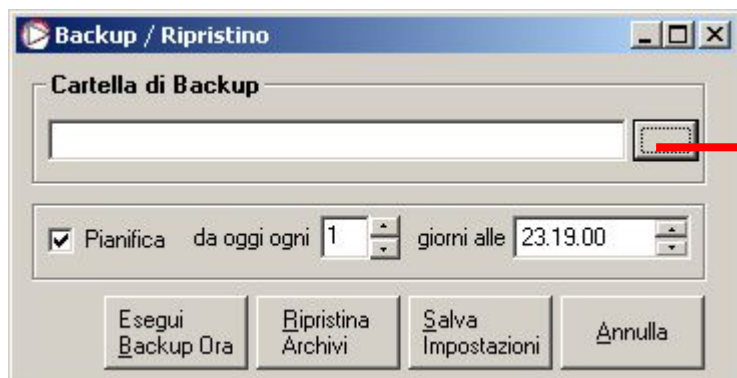 Backup / Ripristino
Cartella di Backup
Pianifica da oggi ogni 1 giorni alle 23.19.00
Esegui
Backup Ora
Ripristina
Archivi
Salva
Impostazioni
Annulla